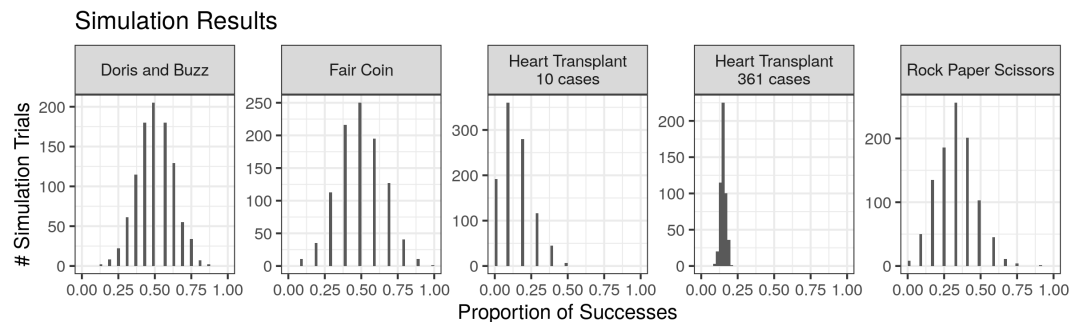 Simulation Results
Doris and Buzz
Fair Coin
Heart Transplant
10 cases
Heart Transplant
361 cases
Rock Paper Scissors
# Simulation Trials
200
150
100
50
0
250
200
150
100
50
0
300
200
100
0
200
150
100
50
0
200
100
0
0.00 0.25 0.50 0.75 1.00
0.00 0.25 0.50 0.75 1.00
0.00 0.25 0.50 0.75 1.00
0.00 0.25 0.50 0.75 1.00
0.00 0.25 0.50 0.75 1.00
Proportion of Successes